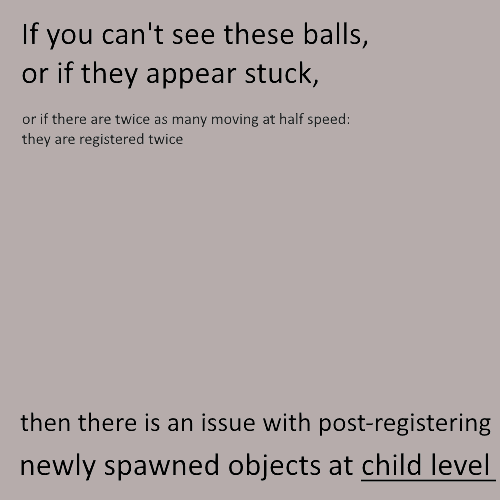 If you can't see these balls,
or if they appear stuck,
or if there are twice as many moving at half speed:
they are registered twice
then there is an issue with post-registering
newly spawned objects at child level